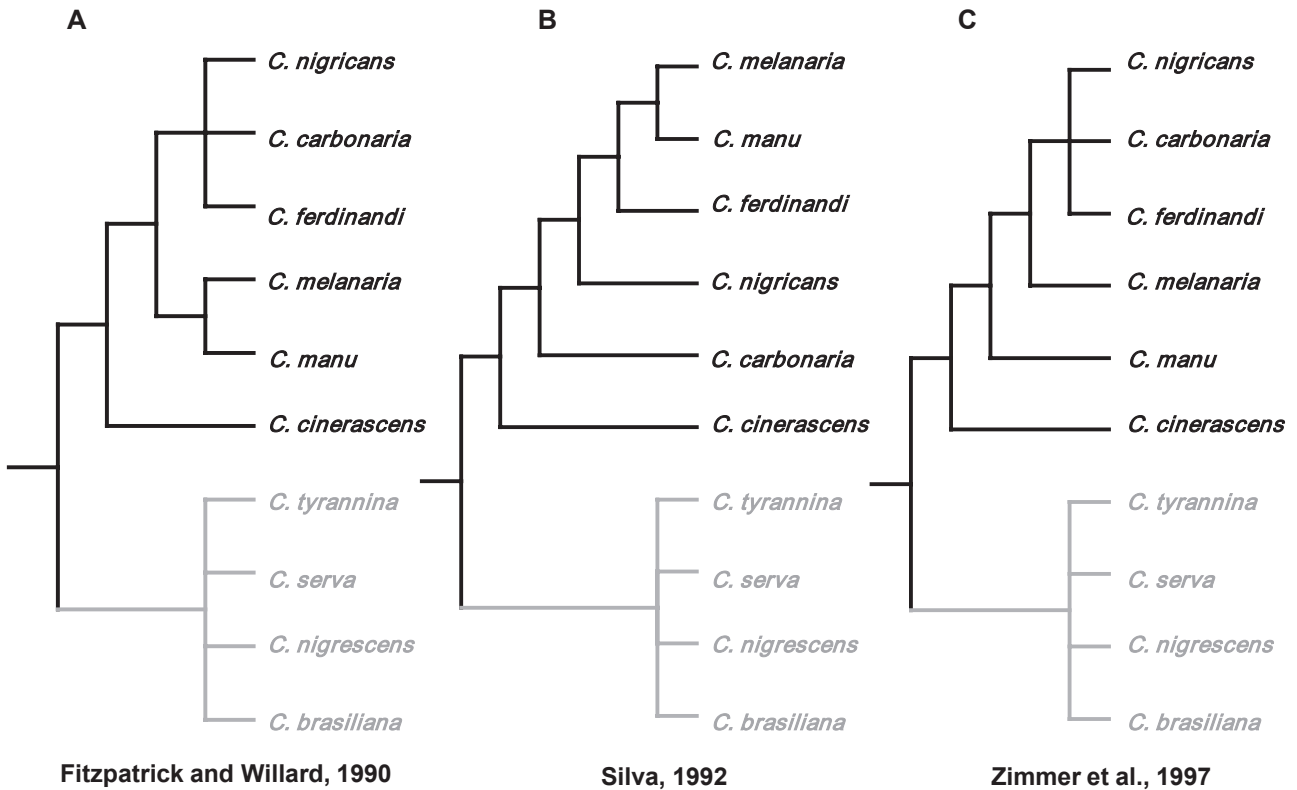 A
C. nigricans
C. carbonaria
C. ferdinandi
C. melanaria
C. manu
C. cinerascens
C. tyrannina
C. serva
C. nigrescens
C. brasiliana
Fitzpatrick and Willard, 1990
B
C. melanaria
C. manu
C. ferdinandi
C. nigricans
C. carbonaria
C. cinerascens
C. tyrannina
C. serva
C. nigrescens
C. brasiliana
Silva, 1992
C
C. nigricans
C. carbonaria
C. ferdinandi
C. melanaria
C. manu
C. cinerascens
C. tyrannina
C. serva
C. nigrescens
C. brasiliana
Zimmer et al., 1997